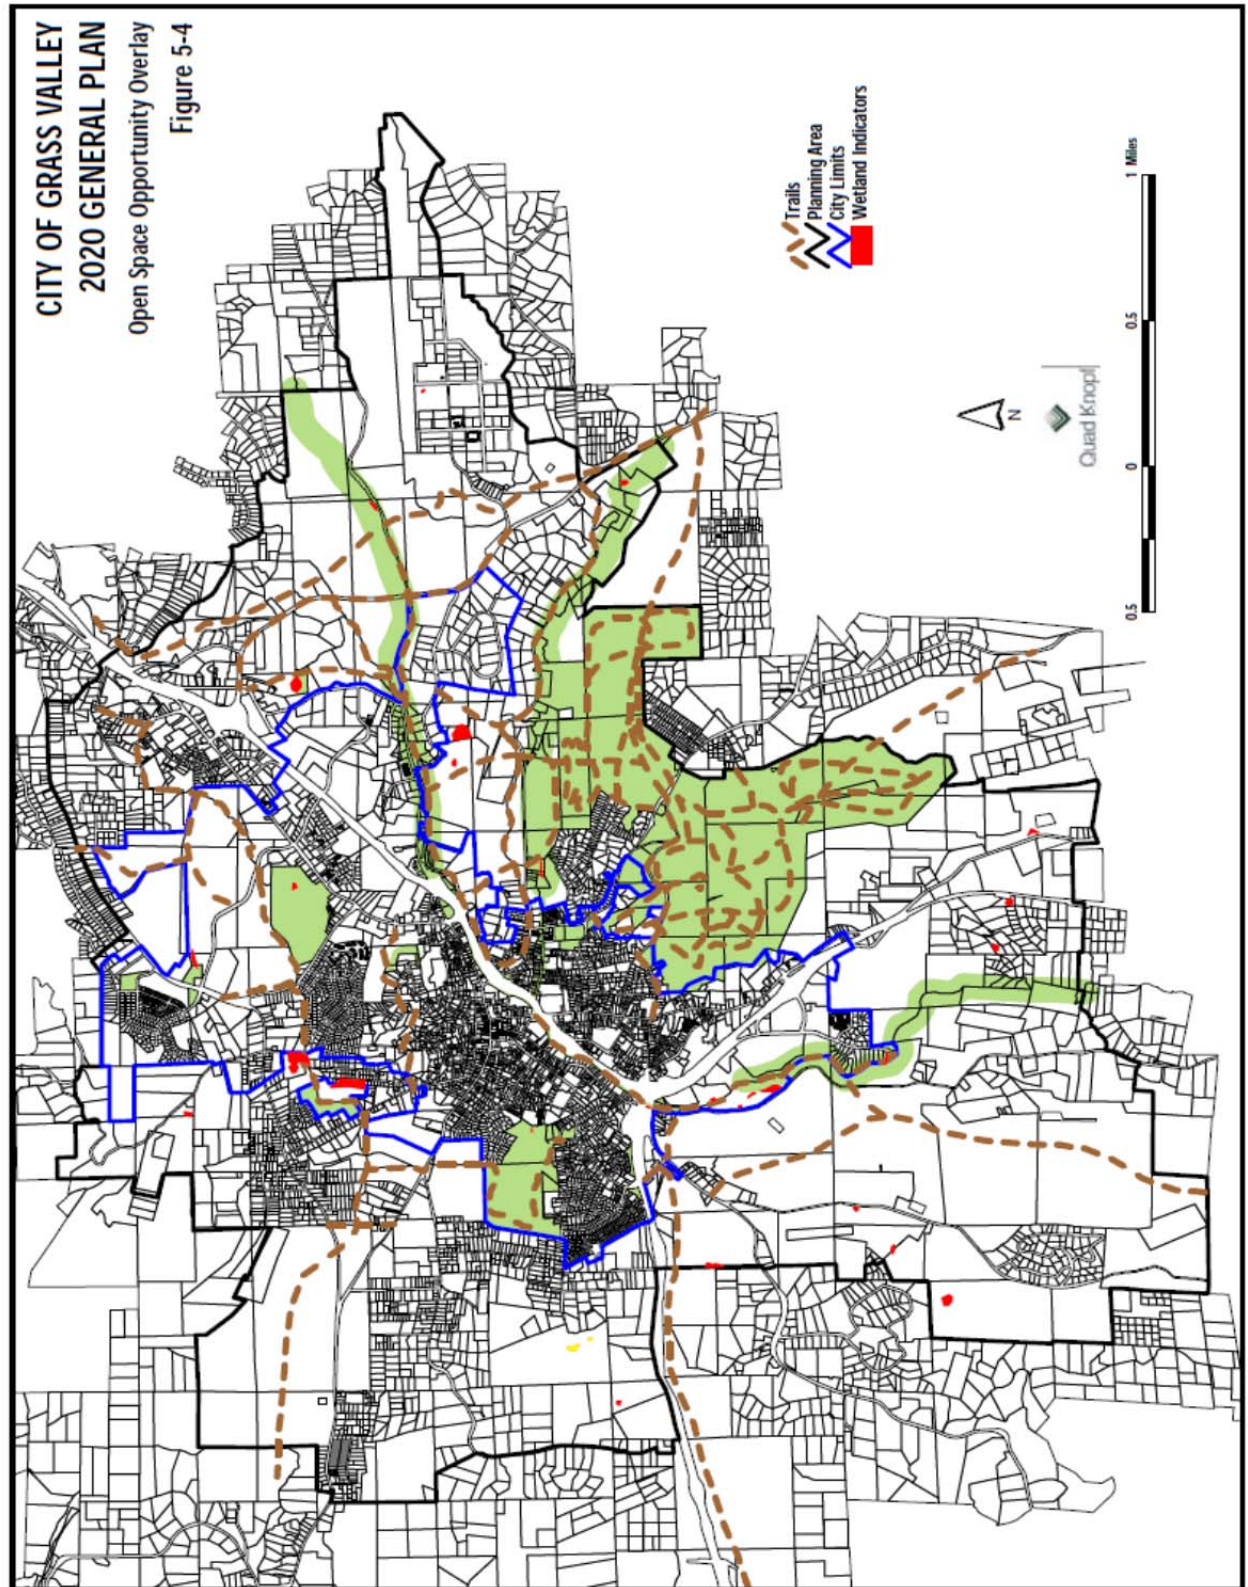 CITY OF GRASS VALLEY
2020 GENERAL PLAN
Open Space Opportunity Overlay
Figure 5-4
Trails
Planning Area
City Limits
Wetland Indicators
N
Quad Knopf
0.5
0
0.5
1 Miles